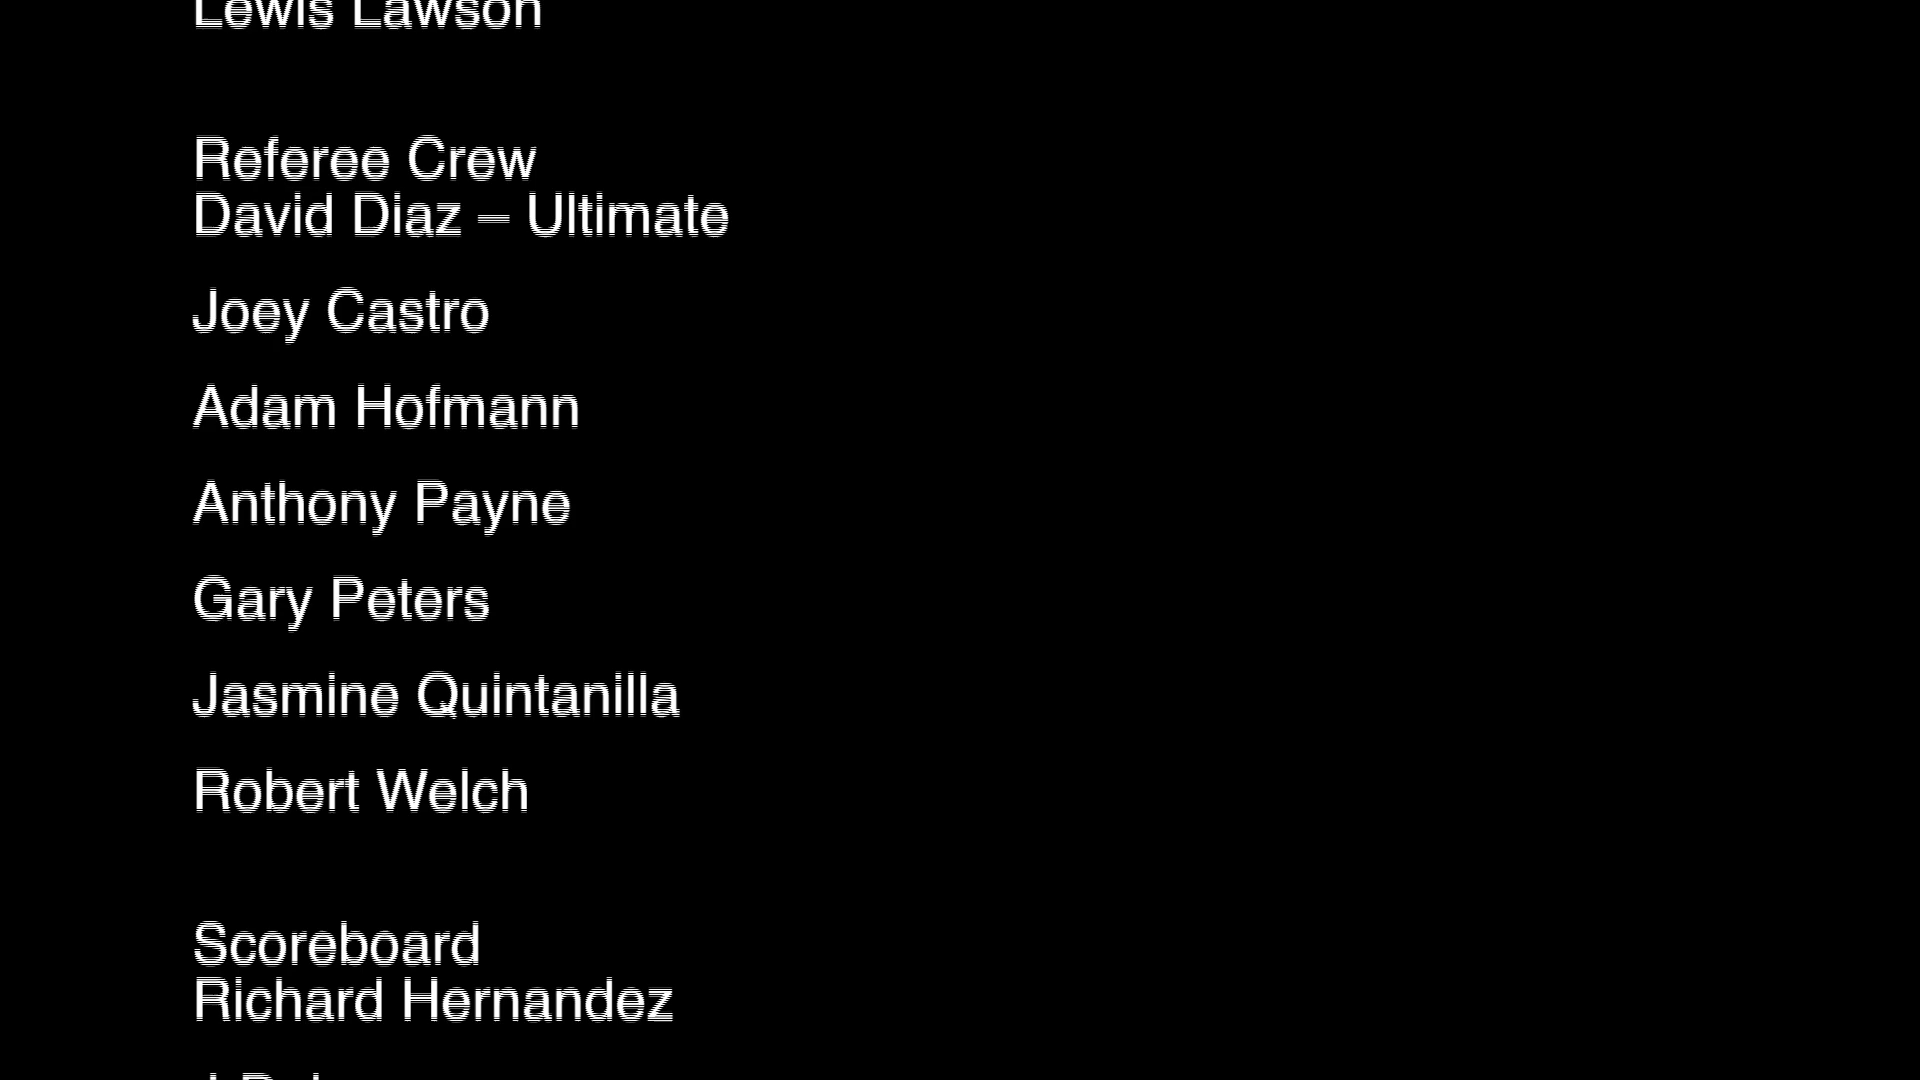 Lewis Lawson
Referee Crew
David Diaz – Ultimate
Joey Castro
Adam Hofmann
Anthony Payne
Gary Peters
Jasmine Quintanilla
Robert Welch
Scoreboard
Richard Hernandez